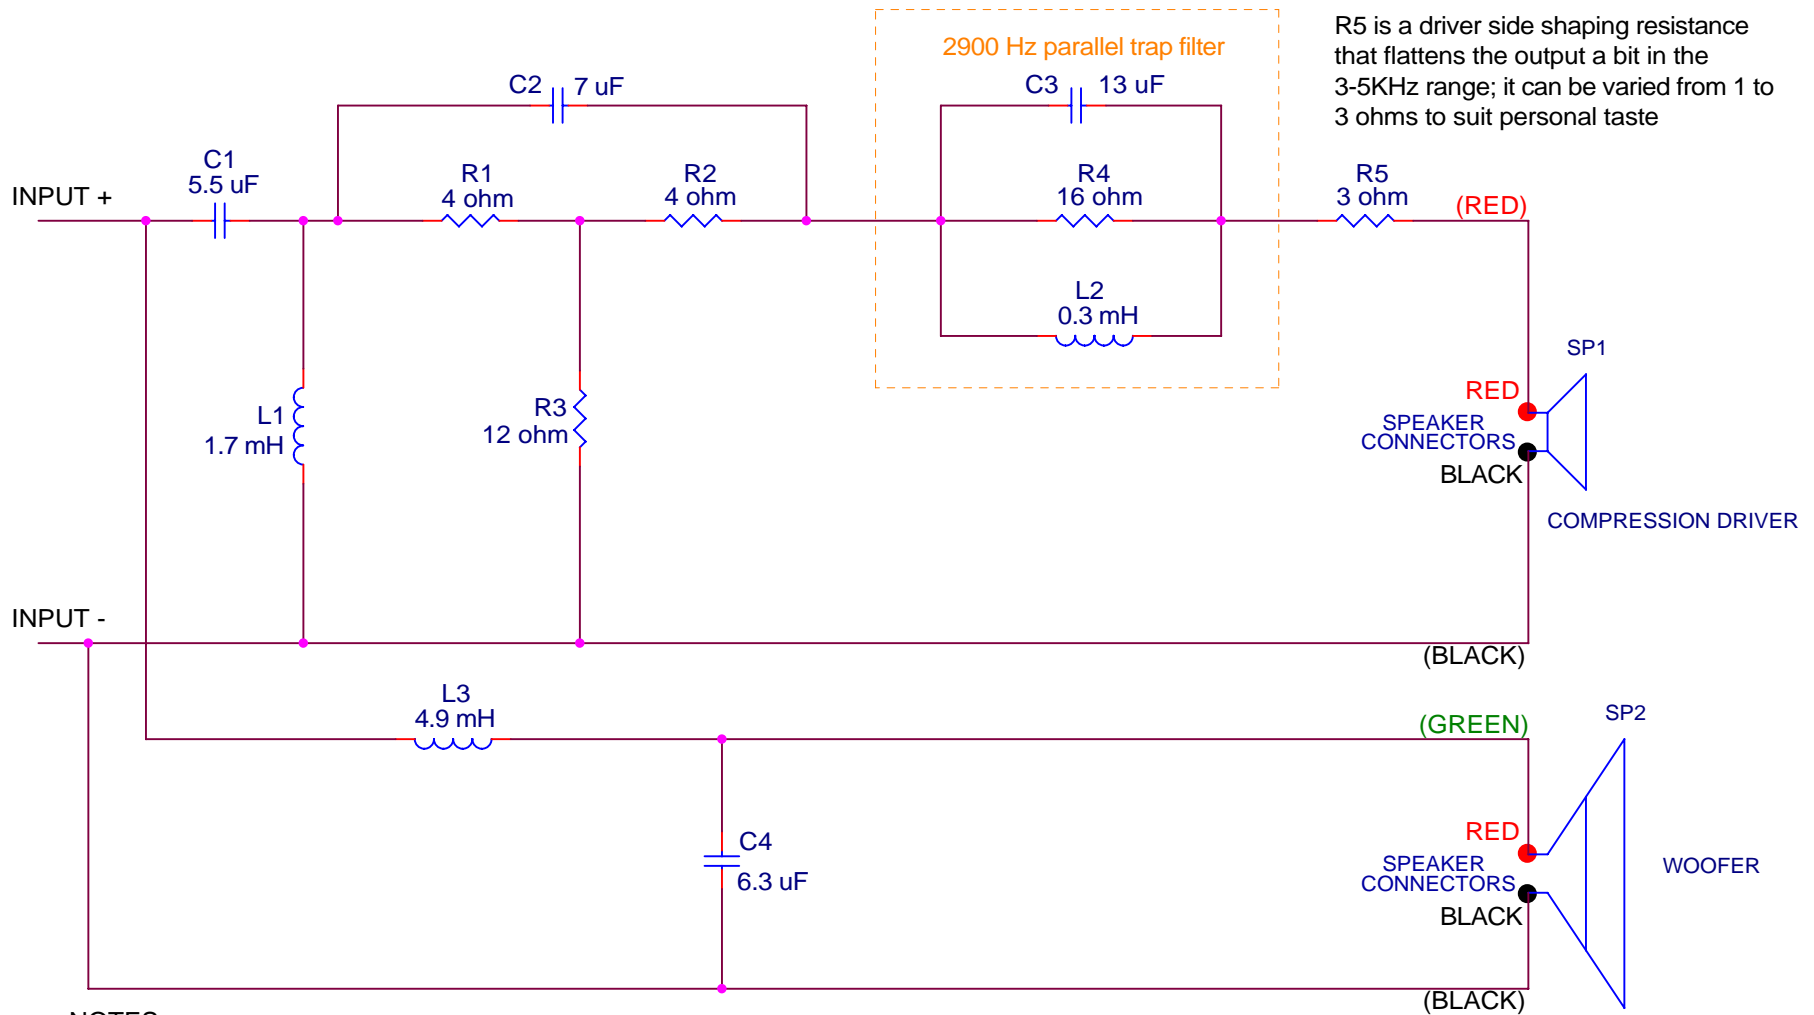 R5 is a driver side shaping resistance
that flattens the output a bit in the
3-5KHz range; it can be varied from 1 to
3 ohms to suit personal taste
2900 Hz parallel trap filter
C2 7 uF
C3 13 uF
C1
5.5 uF
R1
4 ohm
R2
4 ohm
R4
16 ohm
R5
3 ohm
INPUT +
(RED)
L2
0.3 mH
SP1
L1
1.7 mH
R3
12 ohm
RED
SPEAKER
CONNECTORS
BLACK
COMPRESSION DRIVER
INPUT -
(BLACK)
L3
4.9 mH
(GREEN)
SP2
C4
6.3 uF
RED
SPEAKER
CONNECTORS
BLACK
WOOFER
(BLACK)
NOTES